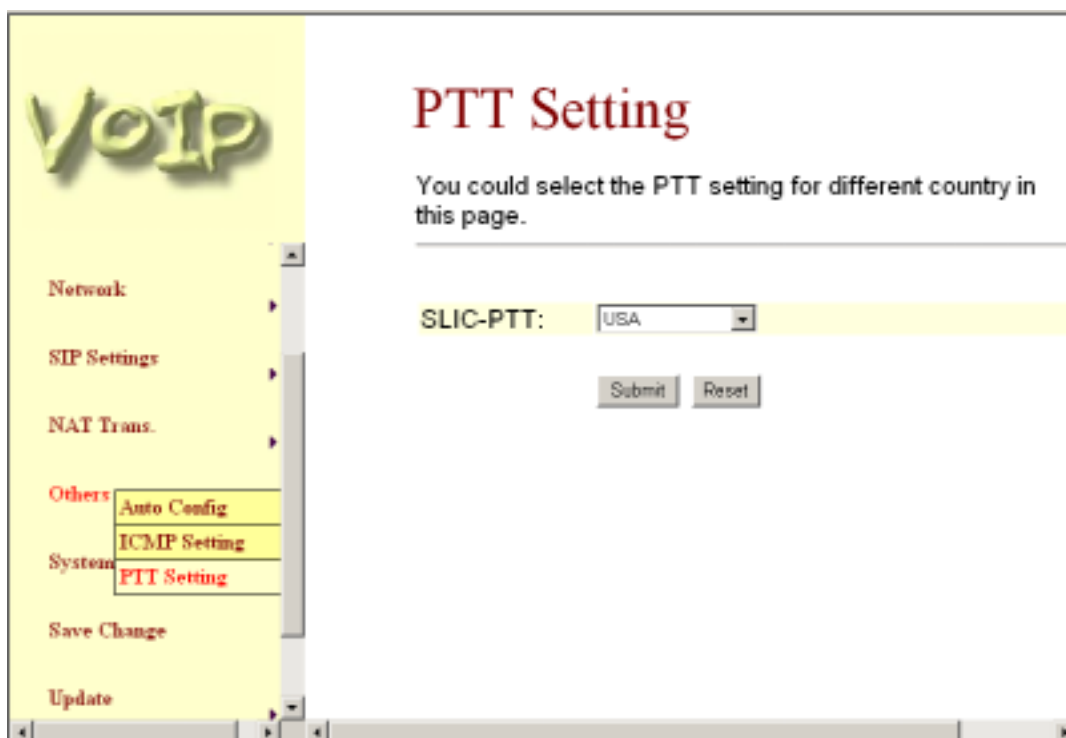 VoIP
Network
SIP Settings
NAT Trans.
Others
Auto Config
ICMP Setting
System
PTT Setting
Save Change
Update
PTT Setting
You could select the PTT setting for different country in
this page.
SLIC-PTT: USA
Submit Reset